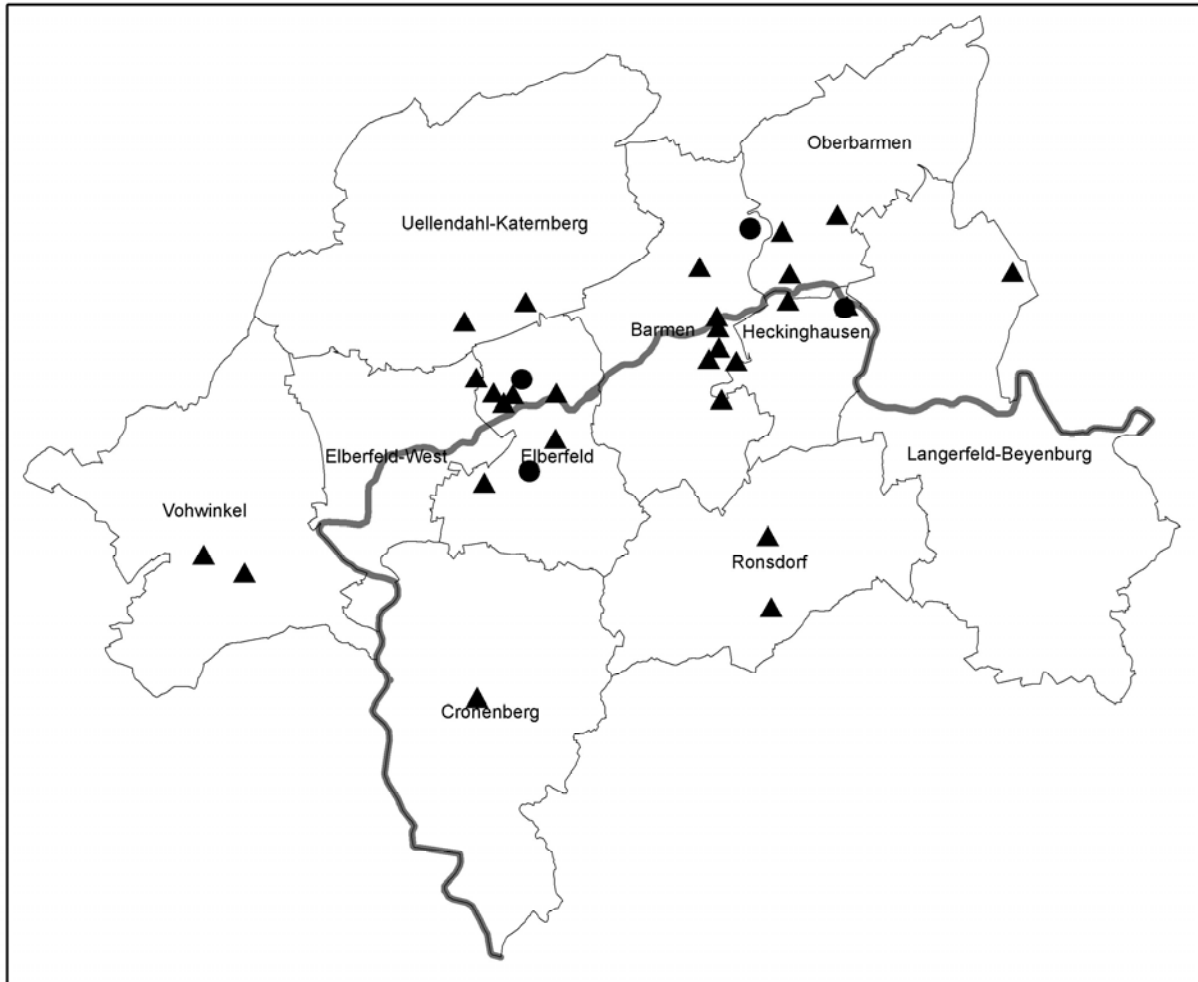 Oberbarmen
Uellendahl-Katernberg
Barmen
Heckinghausen
Elberfeld-West
Elberfeld
Langerfeld-Beyenburg
Vohwinkel
Ronsdorf
Cronenberg